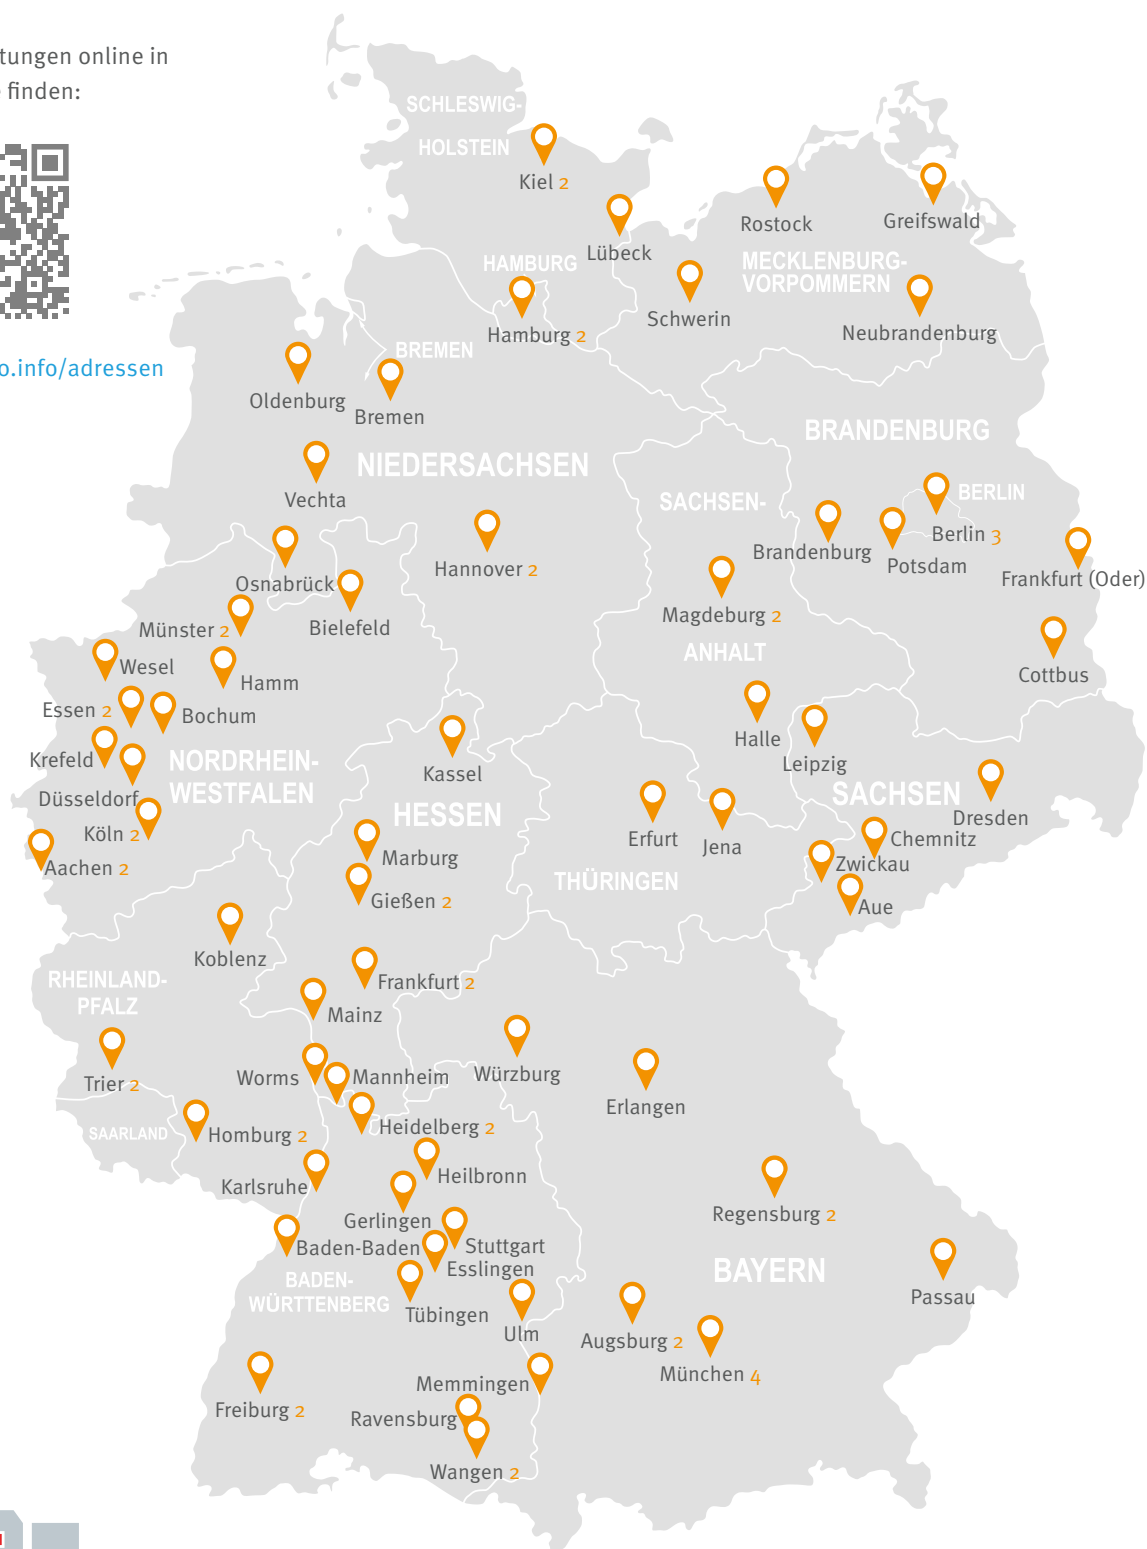 tungen online in
finden:
o.info/adressen
SCHLESWIG-
HOLSTEIN
Kiel 2
Lübeck
Rostock
Greifswald
HAMBURG
Hamburg 2
Schwerin
MECKLENBURG-
VORPOMMERN
Neubrandenburg
BREMEN
Oldenburg
Bremen
NIEDERSACHSEN
Vechta
Hannover 2
Osnabrück
BRANDENBURG
SACHSEN-
BERLIN
Berlin 3
Brandenburg
Potsdam
Frankfurt (Oder)
Magdeburg 2
ANHALT
Cottbus
Halle
Bielefeld
Münster 2
Wesel
Hamm
Essen 2
Bochum
Krefeld
NORDRHEIN-
WESTFALEN
Düsseldorf
Köln 2
Aachen 2
Kassel
HESSEN
Marburg
Gießen 2
Leipzig
SACHSEN
Dresden
Chemnitz
Zwickau
Aue
Erfurt
Jena
THÜRINGEN
Koblenz
RHEINLAND-
PFALZ
Frankfurt 2
Mainz
Trier 2
Worms
Mannheim
Würzburg
Erlangen
SAARLAND
Homburg 2
Heidelberg 2
Heilbronn
Karlsruhe
Gerlingen
Stuttgart
Baden-Baden
Esslingen
BADEN-
WÜRTTENBERG
Tübingen
Ulm
Regensburg 2
BAYERN
Passau
Augsburg 2
München 4
Memmingen
Freiburg 2
Ravensburg
Wangen 2